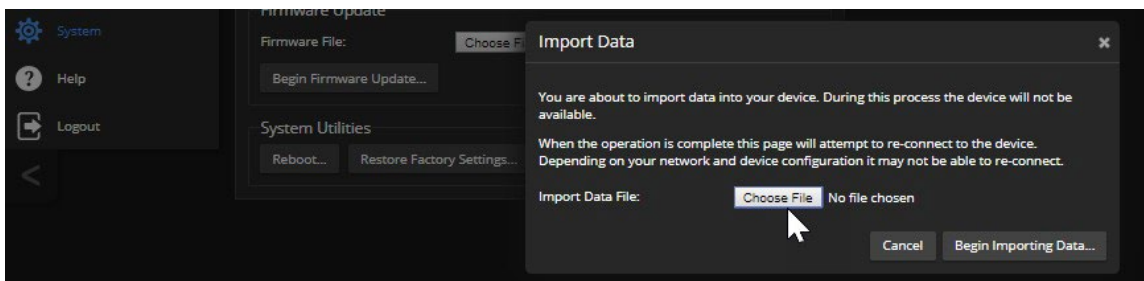 Firmware Update
System
Firmware File:
Choose Fi
Help
Begin Firmware Update...
Logout
System Utilities
Reboot...
Restore Factory Settings...
Import Data
You are about to import data into your device. During this process the device will not be
available.
When the operation is complete this page will attempt to re-connect to the device.
Depending on your network and device configuration it may not be able to re-connect.
Import Data File:
Choose File
No file chosen
Cancel
Begin Importing Data...